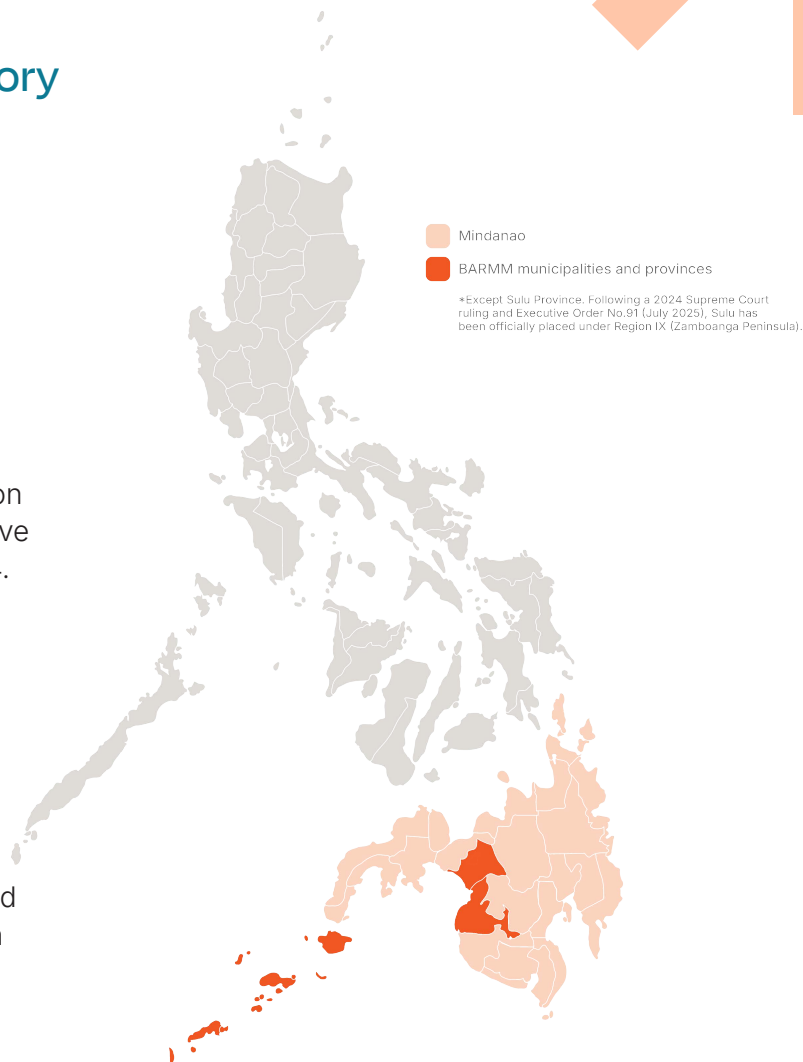 ory
Mindanao
BARMM municipalities and provinces
*Except Sulu Province. Following a 2024 Supreme Court
ruling and Executive Order No.91 (July 2025), Sulu has
been officially placed under Region IX (Zamboanga Peninsula).
on
ve
.
d